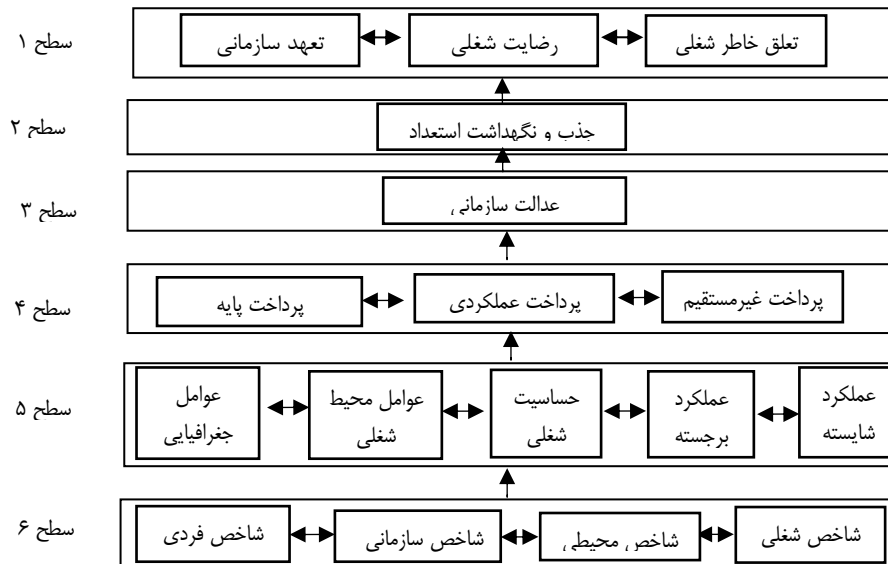 سطح ۱
تعلق خاطر شغلی
رضایت شغلی
تعهد سازمانی
سطح ۲
جذب و نگهداشت استعداد
سطح ۳
عدالت سازمانی
سطح ۴
پرداخت غیرمستقیم
پرداخت عملکردی
پرداخت پایه
سطح ۵
عملکرد
شایسته
عملکرد
برجسته
حساسیت
شغلی
عوامل محیط
شغلی
عوامل
جغرافیایی
سطح ۶
شاخص شغلی
شاخص محیطی
شاخص سازمانی
شاخص فردی